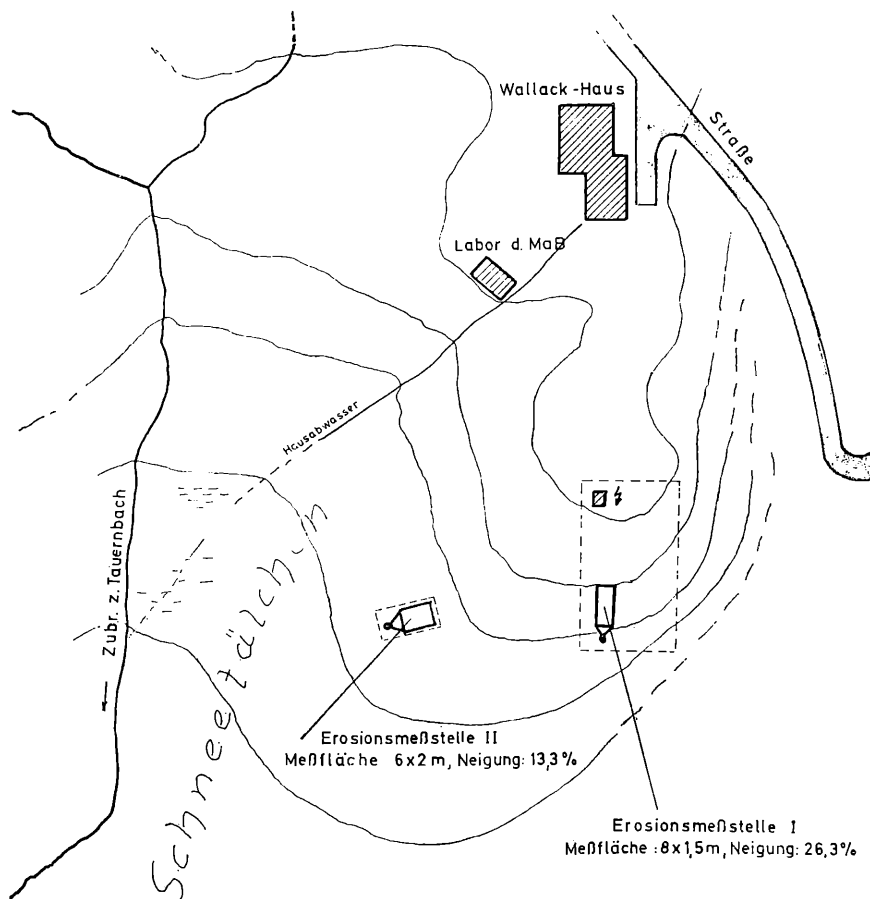 Wallack-Haus
Straße
Labor d. MaB
Hausabwasser
Zubr. z. Tauernbach
Schneetälchen
Erosionsmeßstelle II
Meßfläche 6x2 m, Neigung: 13,3%
Erosionsmeßstelle I
Meßfläche : 8x1,5 m, Neigung: 26,3%